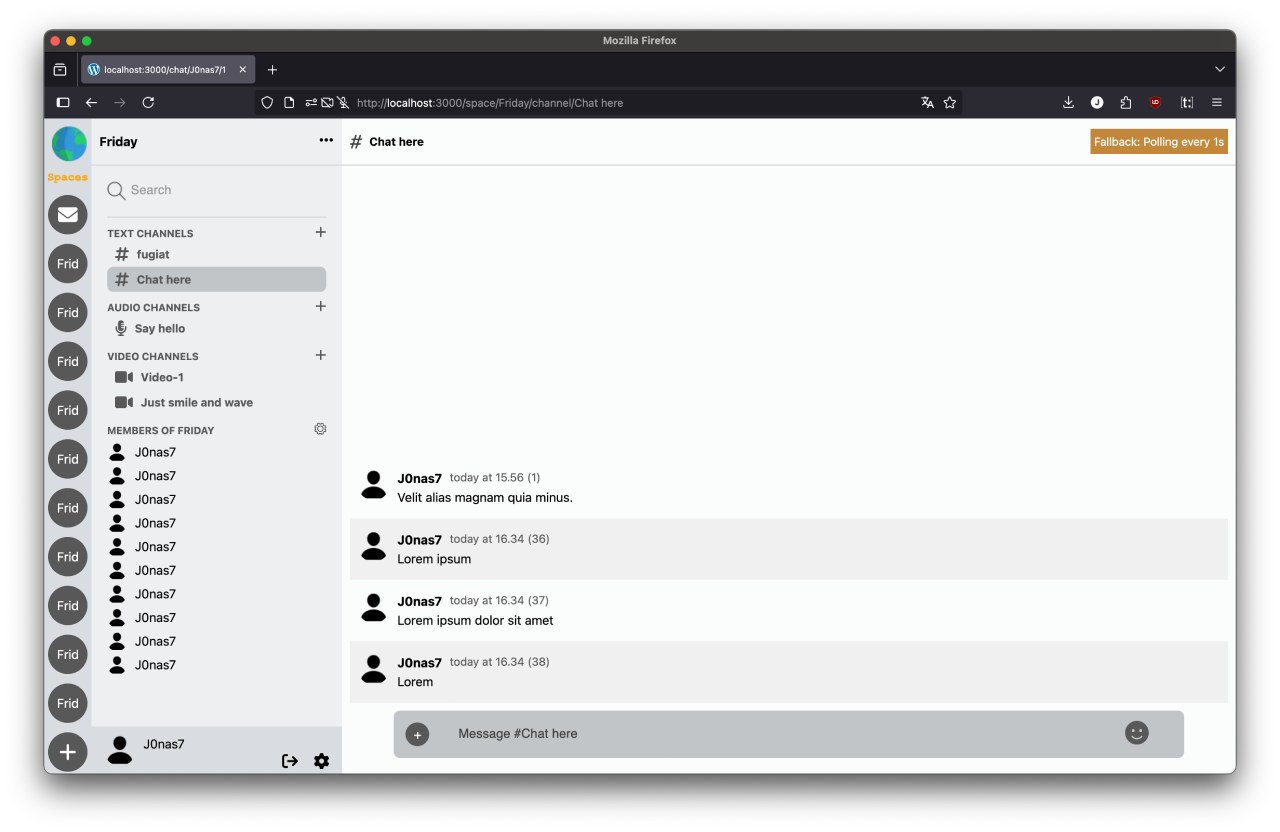 Mozilla Firefox
localhost:3000/chat/J0nas7/1
http://localhost:3000/space/Friday/channel/Chat here
Spaces
Frid
Frid
Frid
Frid
Frid
Frid
Frid
Frid
Frid
Frid
Friday
Search
TEXT CHANNELS
# fugiat
# Chat here
AUDIO CHANNELS
Say hello
VIDEO CHANNELS
Video-1
Just smile and wave
MEMBERS OF FRIDAY
J0nas7
J0nas7
J0nas7
J0nas7
J0nas7
J0nas7
J0nas7
J0nas7
J0nas7
J0nas7
J0nas7
# Chat here
Fallback: Polling every 1s
J0nas7 today at 15.56 (1)
Velit alias magnam quia minus.
J0nas7 today at 16.34 (36)
Lorem ipsum
J0nas7 today at 16.34 (37)
Lorem ipsum dolor sit amet
J0nas7 today at 16.34 (38)
Lorem
Message #Chat here